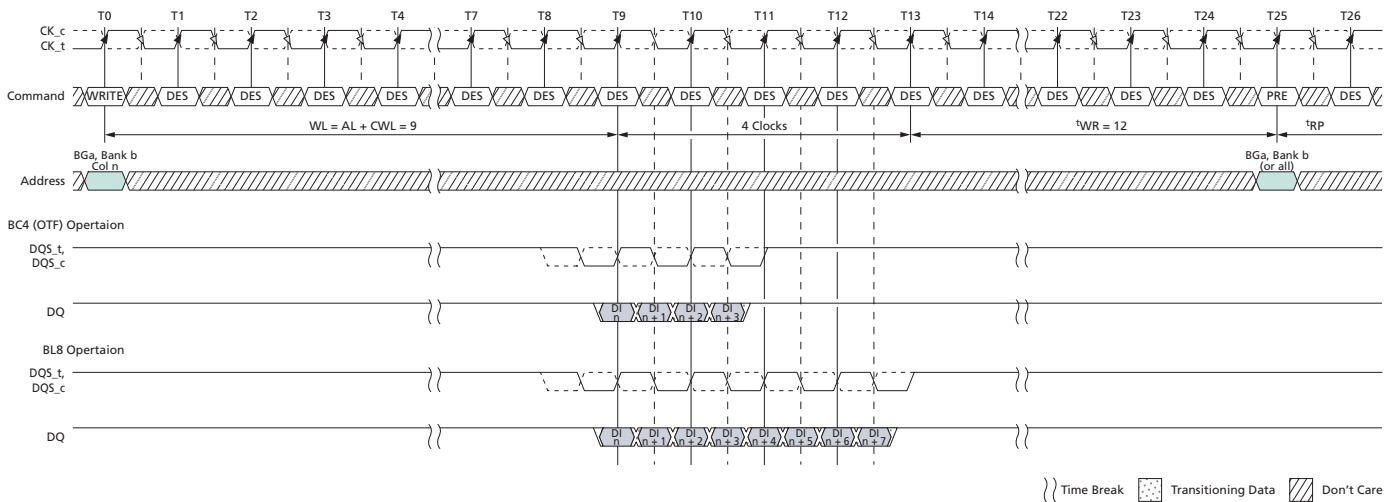 T0 T1 T2 T3 T4 T7 T8 T9 T10 T11 T12 T13 T14 T22 T23 T24 T25 T26
CK_c
CK_t
Command WRITE DES DES DES DES DES DES DES DES DES DES DES DES DES DES DES PRE DES
WL = AL + CWL = 9 4 Clocks tWR = 12 tRP
BGa, Bank b
Col n
BGa, Bank b
(or all)
Address
BC4 (OTF) Opertaion
DQS_t,
DQS_c
DQ DI n DI n + 1 DI n + 2 DI n + 3
BL8 Opertaion
DQS_t,
DQS_c
DQ DI n DI n + 1 DI n + 2 DI n + 3 DI n + 4 DI n + 5 DI n + 6 DI n + 7
Time Break Transitioning Data Don't Care